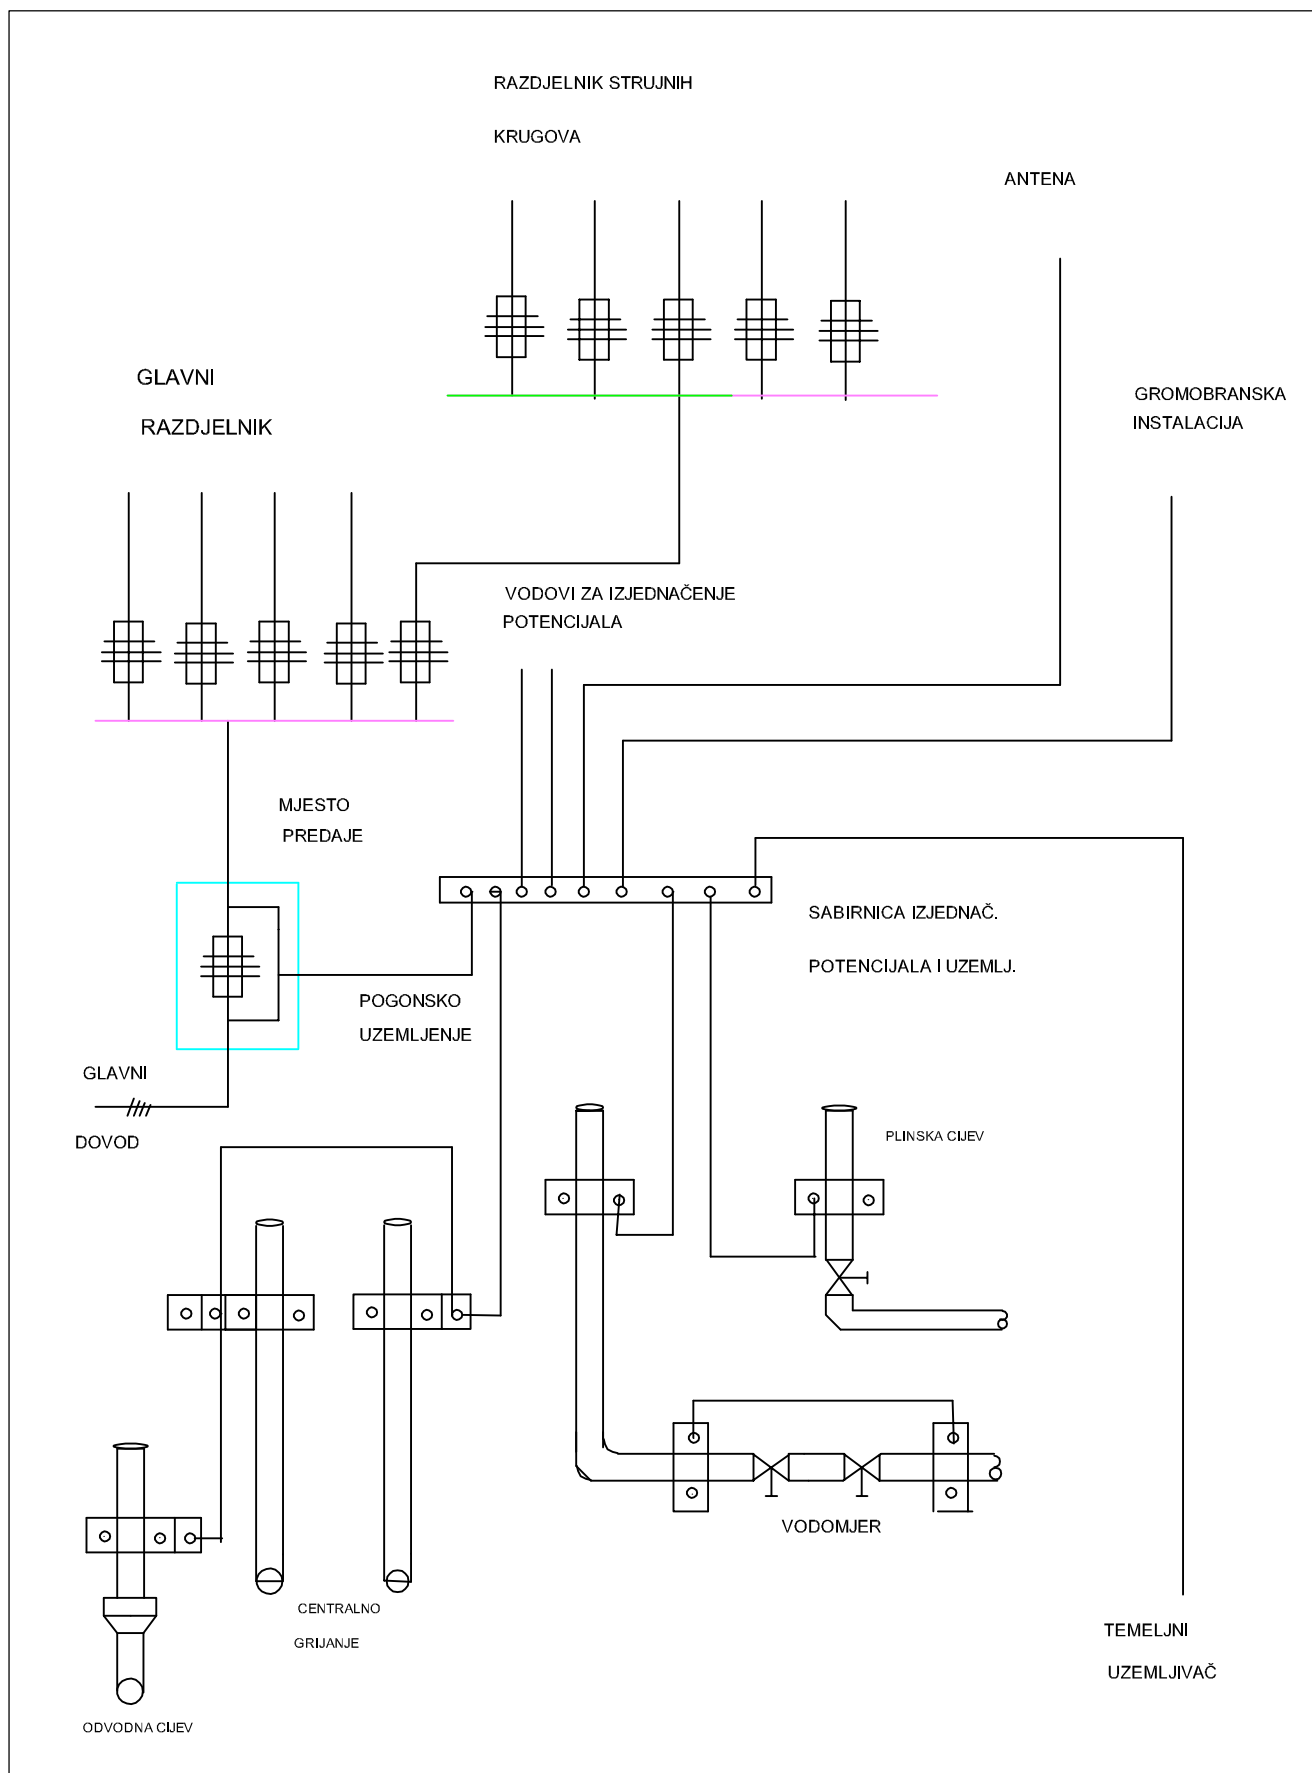 RAZDJELNIK STRUJNIH
KRUGOVA
ANTENA
GLAVNI
RAZDJELNIK
GROMOBRANSKA
INSTALACIJA
VODOVI ZA IZJEDNAČENJE
POTENCIJALA
MJESTO
PREDAJE
SABIRNICA IZJEDNAČ.
POTENCIJALA I UZEMLJ.
POGONSKO
UZEMLJENJE
GLAVNI
DOVOD
PLINSKA CIJEV
VODOMJER
CENTRALNO
GRIJANJE
TEMELJNI
UZEMLJIVAČ
ODVODNA CIJEV